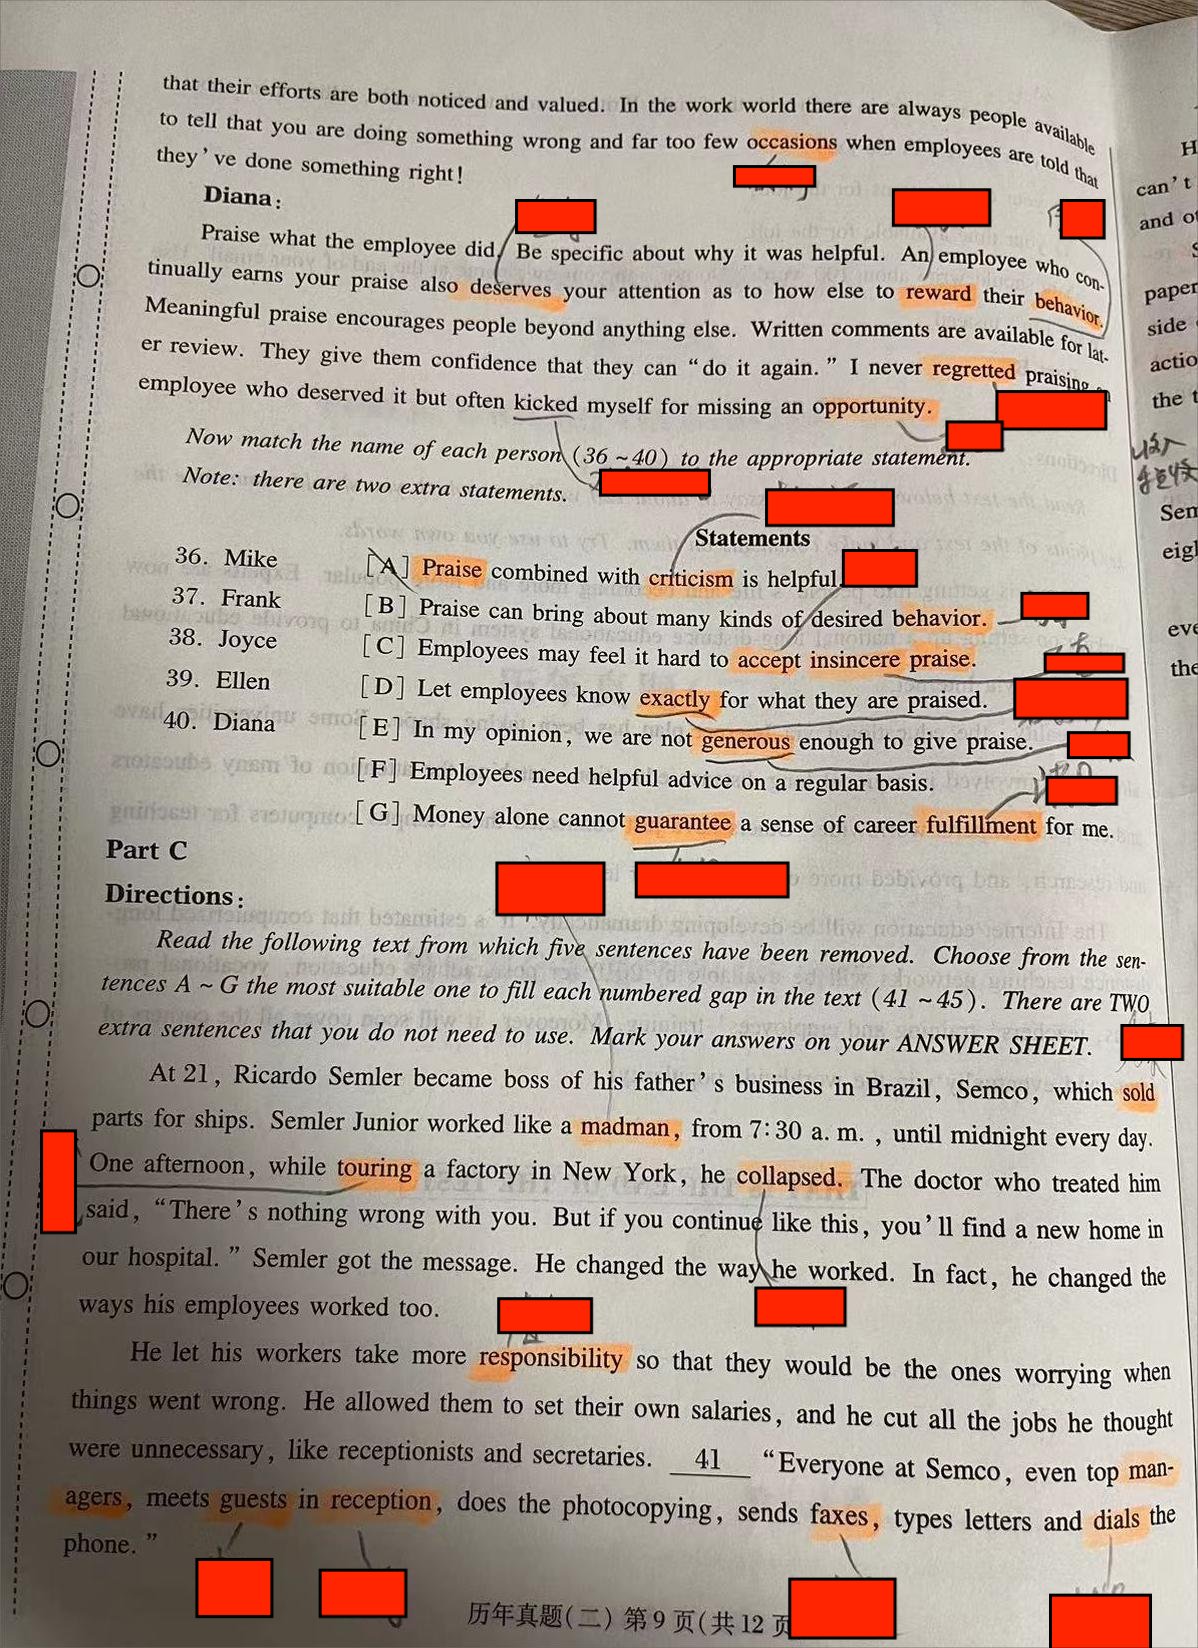 that their efforts are both noticed and valued. In the work world there are always people available
to tell that you are doing something wrong and far too few occasions when employees are told that
they've done something right!
Diana:
Praise what the employee did. Be specific about why it was helpful. An employee who con-
tinually earns your praise also deserves your attention as to how else to reward their behavior.
Meaningful praise encourages people beyond anything else. Written comments are available for lat-
er review. They give them confidence that they can “do it again.” I never regretted praising
employee who deserved it but often kicked myself for missing an opportunity.
Now match the name of each person (36 ~ 40) to the appropriate statement.
Note: there are two extra statements.
Statements
36. Mike [A] Praise combined with criticism is helpful.
37. Frank [B] Praise can bring about many kinds of desired behavior.
38. Joyce [C] Employees may feel it hard to accept insincere praise.
39. Ellen [D] Let employees know exactly for what they are praised.
40. Diana [E] In my opinion, we are not generous enough to give praise.
[F] Employees need helpful advice on a regular basis.
[G] Money alone cannot guarantee a sense of career fulfillment for me.
Part C
Directions:
Read the following text from which five sentences have been removed. Choose from the sen-
tences A ~ G the most suitable one to fill each numbered gap in the text (41 ~ 45). There are TWO
extra sentences that you do not need to use. Mark your answers on your ANSWER SHEET.
At 21, Ricardo Semler became boss of his father's business in Brazil, Semco, which sold
parts for ships. Semler Junior worked like a madman, from 7:30 a. m. , until midnight every day.
One afternoon, while touring a factory in New York, he collapsed. The doctor who treated him
said, “There's nothing wrong with you. But if you continue like this, you'll find a new home in
our hospital.” Semler got the message. He changed the way he worked. In fact, he changed the
ways his employees worked too.
He let his workers take more responsibility so that they would be the ones worrying when
things went wrong. He allowed them to set their own salaries, and he cut all the jobs he thought
were unnecessary, like receptionists and secretaries. 41 “Everyone at Semco, even top man-
agers, meets guests in reception, does the photocopying, sends faxes, types letters and dials the
phone.”
历年真题(二) 第9页(共12页
H
can't
and
S
paper
side
actio
the t
Sem
eigh
eve
the